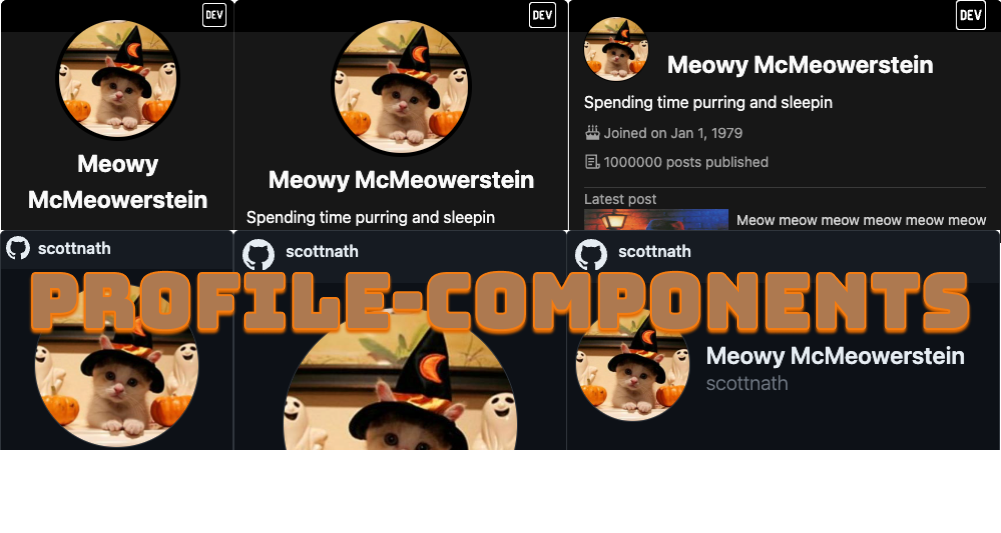 DEV
Meowy
McMeowerstein
DEV
Meowy McMeowerstein
Spending time purring and sleepin
DEV
Meowy McMeowerstein
Spending time purring and sleepin
Joined on Jan 1, 1979
1000000 posts published
Latest post
Meow meow meow meow meow meow
scottnath
scottnath
scottnath
PROFILE-COMPONENTS
Meowy McMeowerstein
scottnath